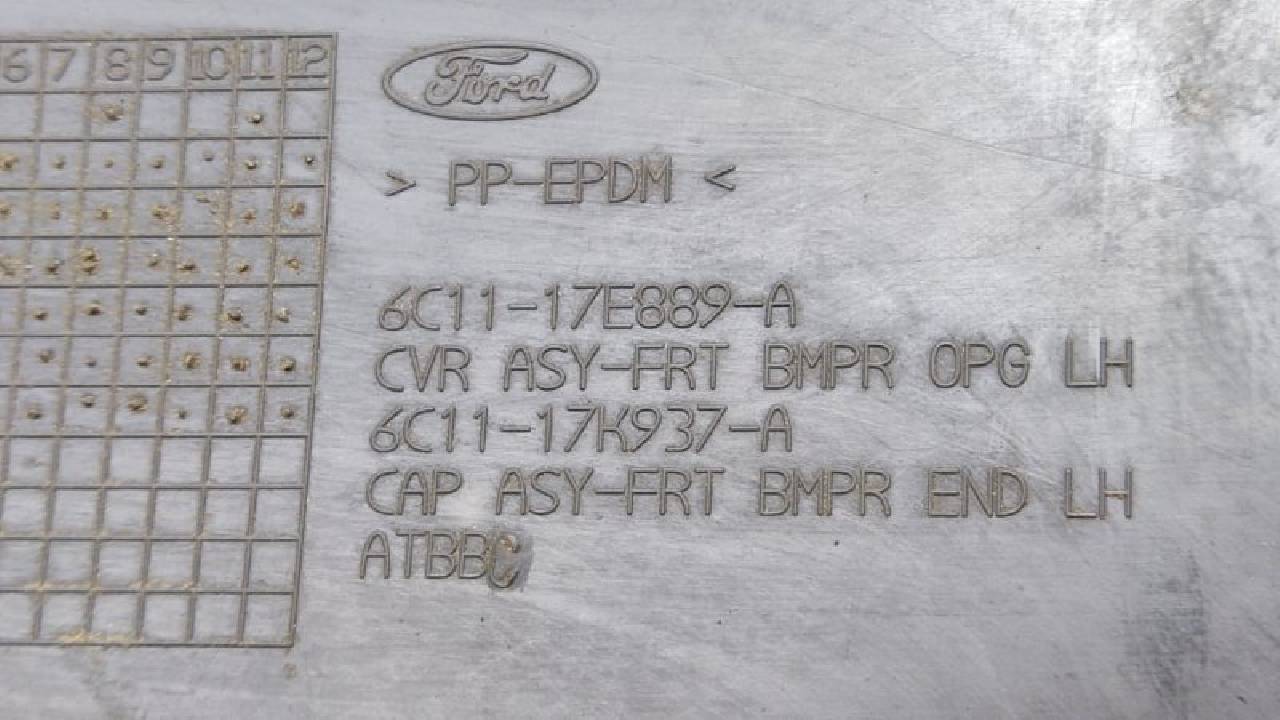 6 7 8 9 10 11 12
Ford
> PP-EPDM <
6C11-17E889-A
CVR ASY-FRT BMPR OPG LH
6C11-17K937-A
CAP ASY-FRT BMPR END LH
ATBBC